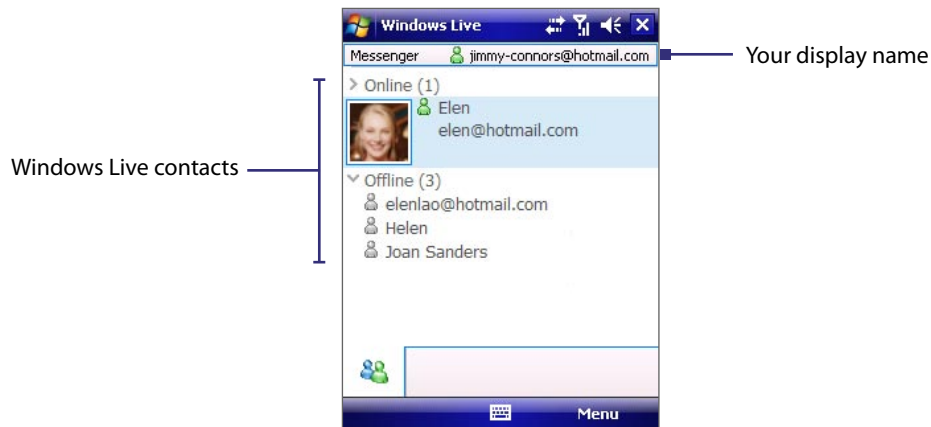 Windows Live
Messenger jimmy-connors@hotmail.com
Your display name
Online (1)
Elen
elen@hotmail.com
Windows Live contacts
Offline (3)
elenlao@hotmail.com
Helen
Joan Sanders
Menu